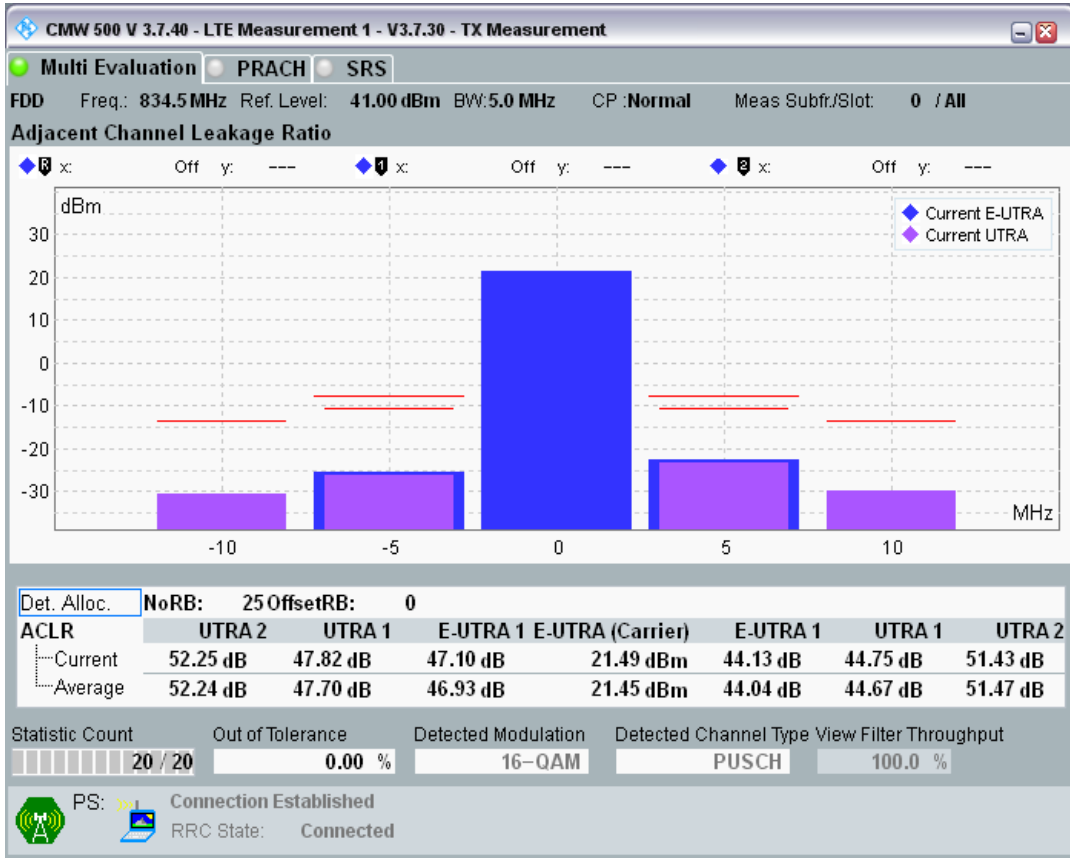 CMW 500 V 3.7.40 - LTE Measurement 1 - V3.7.30 - TX Measurement
Multi Evaluation PRACH SRS
FDD Freq.: 834.5 MHz Ref. Level: 41.00 dBm BW: 5.0 MHz CP : Normal Meas Subfr./Slot: 0 / All
Adjacent Channel Leakage Ratio
R x: Off y: --- 1 x: Off y: --- 2 x: Off y: ---
dBm
Current E-UTRA
Current UTRA
30
20
10
0
-10
-20
-30
MHz
-10 -5 0 5 10
Det. Alloc. NoRB: 25 OffsetRB: 0
ACLR UTRA 2 UTRA 1 E-UTRA 1 E-UTRA (Carrier) E-UTRA 1 UTRA 1 UTRA 2
Current 52.25 dB 47.82 dB 47.10 dB 21.49 dBm 44.13 dB 44.75 dB 51.43 dB
Average 52.24 dB 47.70 dB 46.93 dB 21.45 dBm 44.04 dB 44.67 dB 51.47 dB
Statistic Count Out of Tolerance Detected Modulation Detected Channel Type View Filter Throughput
20 / 20 0.00 % 16-QAM PUSCH 100.0 %
PS: Connection Established
RRC State: Connected